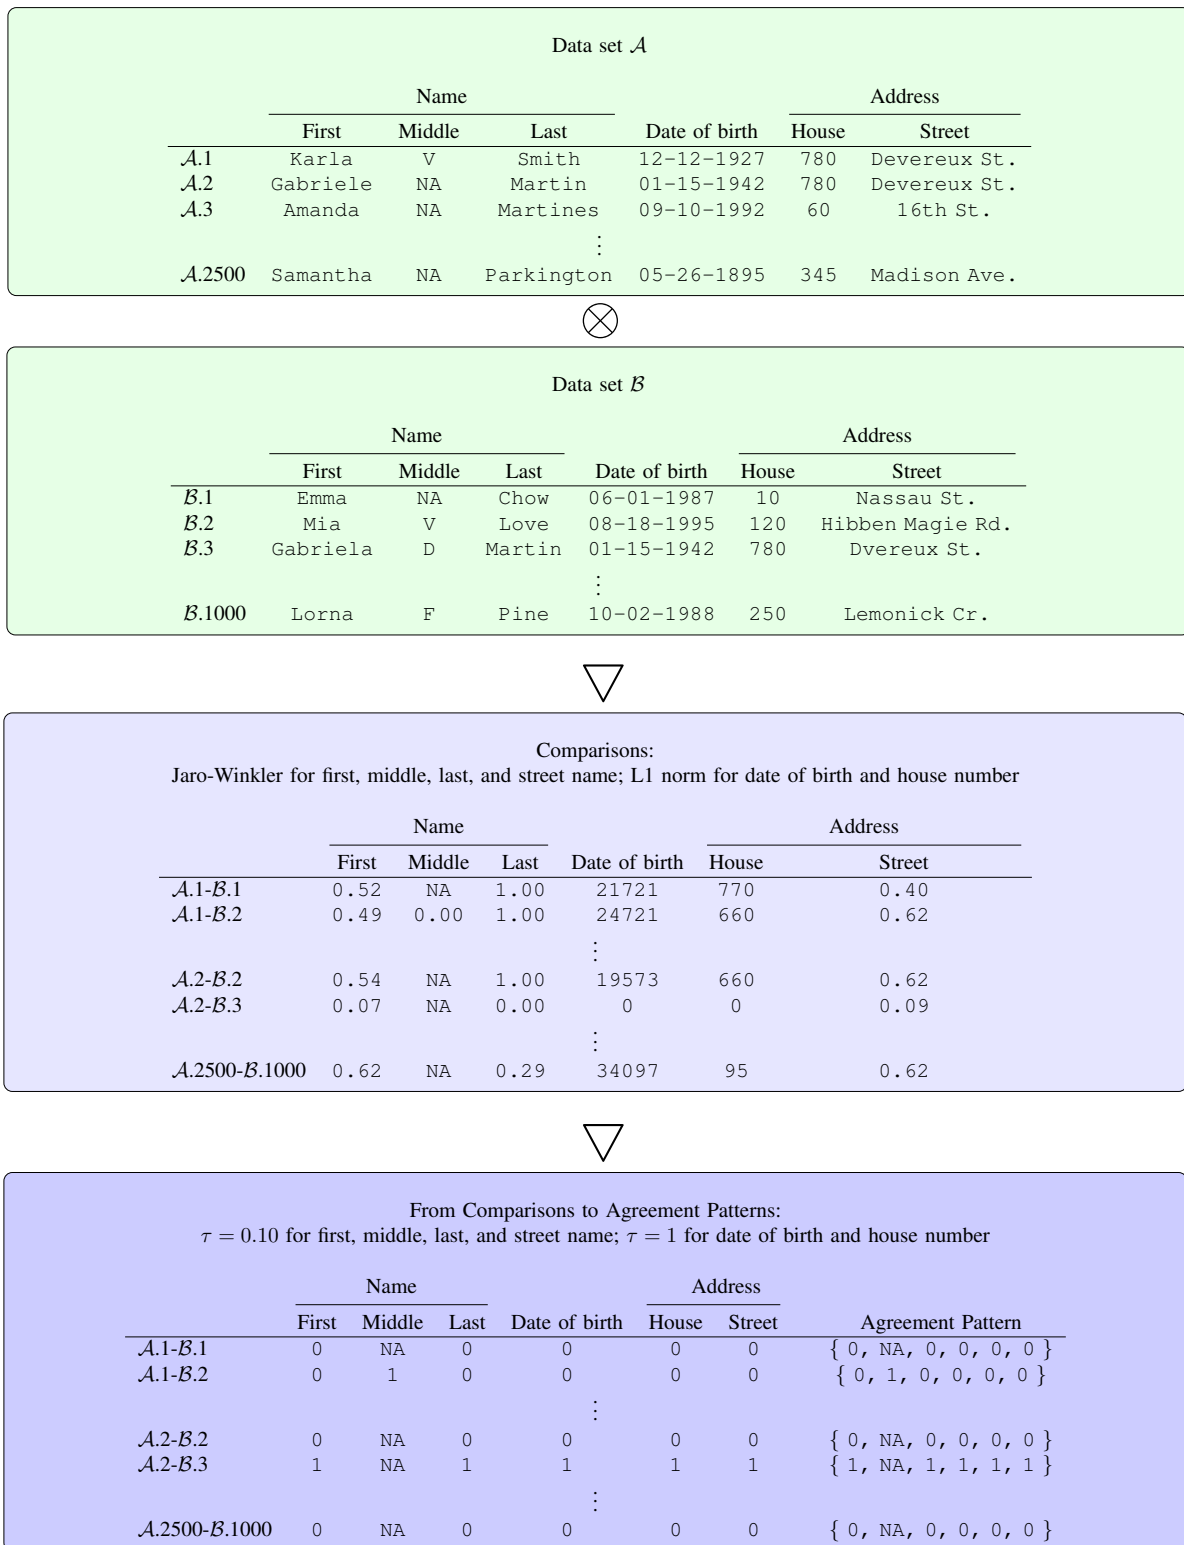 Data set A
Name Address
First Middle Last Date of birth House Street
A.1 Karla V Smith 12-12-1927 780 Devereux St.
A.2 Gabriele NA Martin 01-15-1942 780 Devereux St.
A.3 Amanda NA Martines 09-10-1992 60 16th St.
⋮
A.2500 Samantha NA Parkington 05-26-1895 345 Madison Ave.
⊗
Data set B
Name Address
First Middle Last Date of birth House Street
B.1 Emma NA Chow 06-01-1987 10 Nassau St.
B.2 Mia V Love 08-18-1995 120 Hibben Magie Rd.
B.3 Gabriela D Martin 01-15-1942 780 Dvereux St.
⋮
B.1000 Lorna F Pine 10-02-1988 250 Lemonick Cr.
Comparisons:
Jaro-Winkler for first, middle, last, and street name; L1 norm for date of birth and house number
Name Address
First Middle Last Date of birth House Street
A.1-B.1 0.52 NA 1.00 21721 770 0.40
A.1-B.2 0.49 0.00 1.00 24721 660 0.62
⋮
A.2-B.2 0.54 NA 1.00 19573 660 0.62
A.2-B.3 0.07 NA 0.00 0 0 0.09
⋮
A.2500-B.1000 0.62 NA 0.29 34097 95 0.62
From Comparisons to Agreement Patterns:
τ = 0.10 for first, middle, last, and street name; τ = 1 for date of birth and house number
Name Address
First Middle Last Date of birth House Street Agreement Pattern
A.1-B.1 0 NA 0 0 0 0 { 0, NA, 0, 0, 0, 0 }
A.1-B.2 0 1 0 0 0 0 { 0, 1, 0, 0, 0, 0 }
⋮
A.2-B.2 0 NA 0 0 0 0 { 0, NA, 0, 0, 0, 0 }
A.2-B.3 1 NA 1 1 1 1 { 1, NA, 1, 1, 1, 1 }
⋮
A.2500-B.1000 0 NA 0 0 0 0 { 0, NA, 0, 0, 0, 0 }